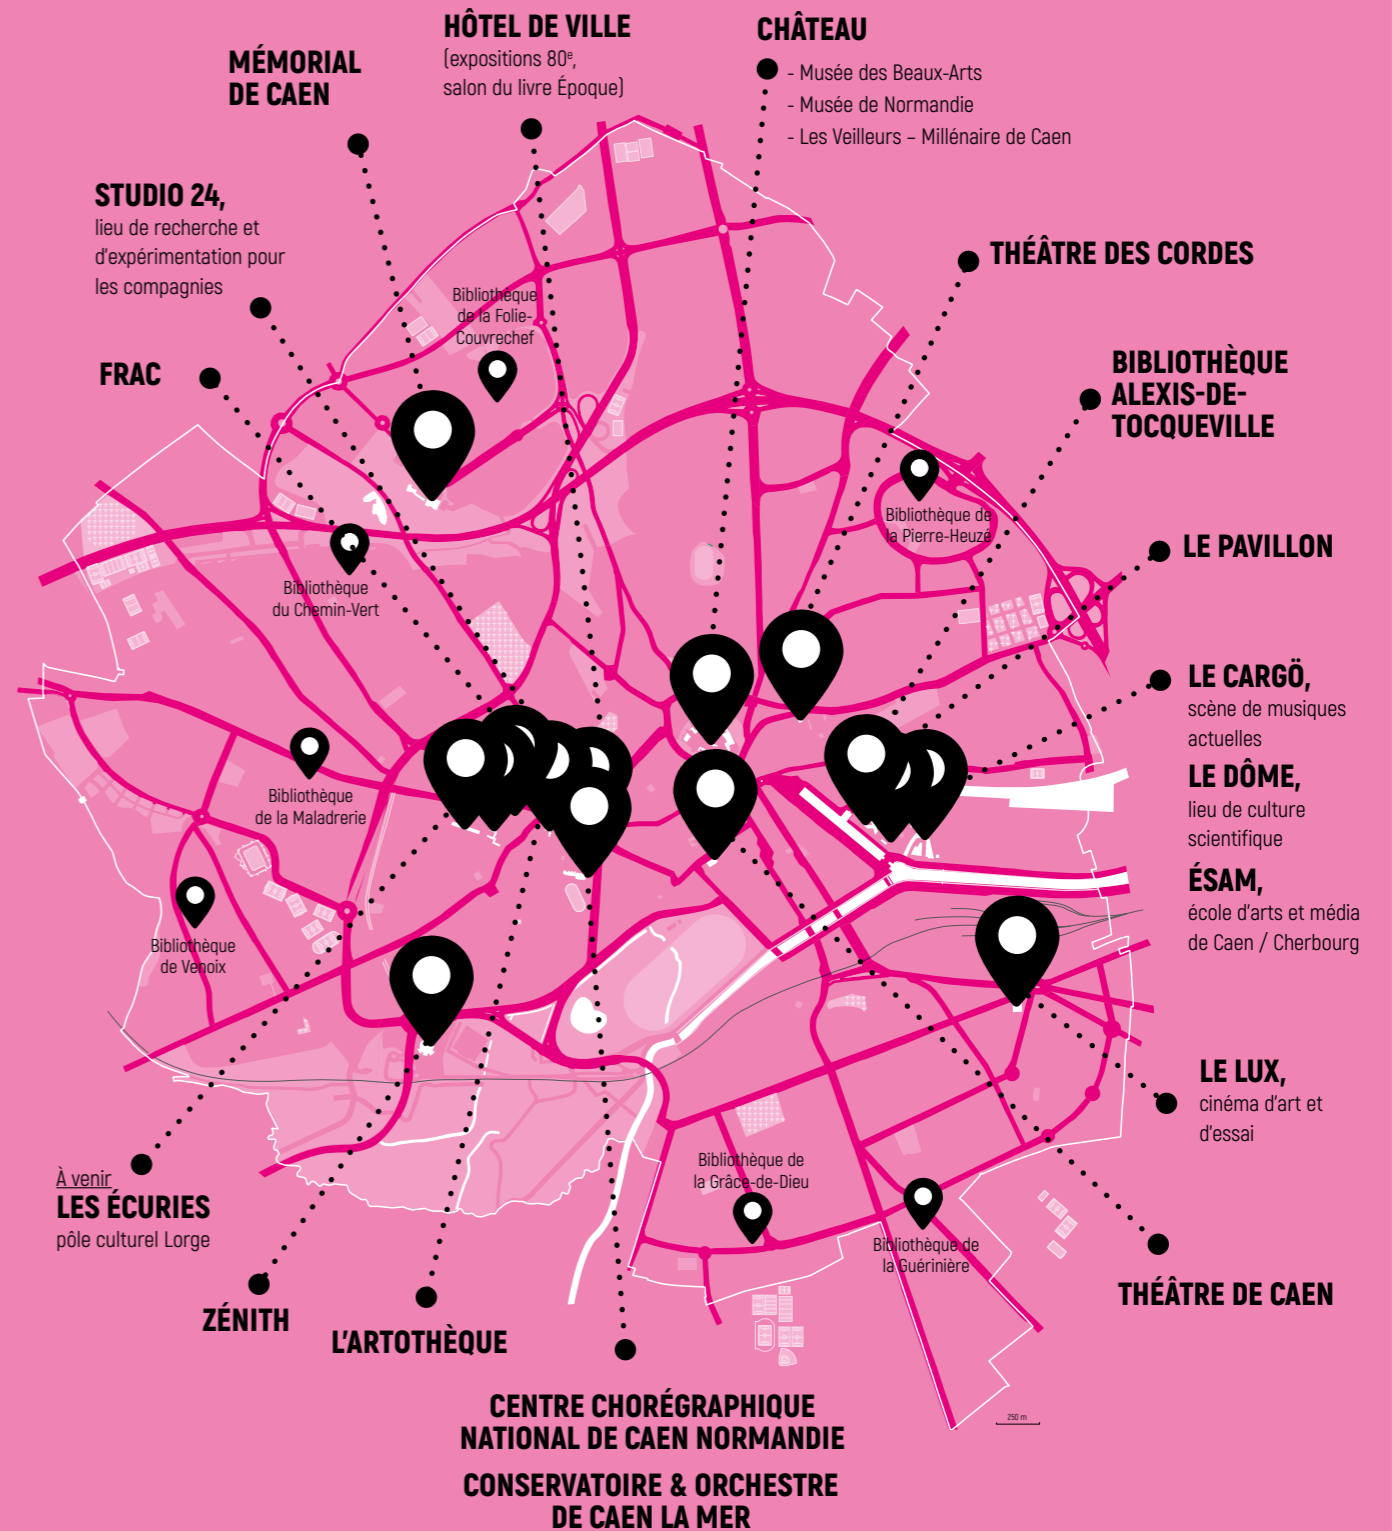 HÔTEL DE VILLE
(expositions 80e,
salon du livre Époque)
CHÂTEAU
- Musée des Beaux-Arts
- Musée de Normandie
- Les Veilleurs – Millénaire de Caen
MÉMORIAL
DE CAEN
STUDIO 24,
lieu de recherche et
d'expérimentation pour
les compagnies
THÉÂTRE DES CORDES
Bibliothèque
de la Folie-
Couvrechef
FRAC
BIBLIOTHÈQUE
ALEXIS-DE-
TOCQUEVILLE
Bibliothèque de
la Pierre-Heuzé
LE PAVILLON
Bibliothèque
du Chemin-Vert
LE CARGÖ,
scène de musiques
actuelles
LE DÔME,
lieu de culture
scientifique
ÉSAM,
école d'arts et média
de Caen / Cherbourg
Bibliothèque
de la Maladrerie
Bibliothèque
de Venoix
LE LUX,
cinéma d'art et
d'essai
À venir
LES ÉCURIES
pôle culturel Lorge
Bibliothèque de
la Grâce-de-Dieu
Bibliothèque de
la Guérinière
THÉÂTRE DE CAEN
ZÉNITH
L'ARTOTHÈQUE
CENTRE CHORÉGRAPHIQUE
NATIONAL DE CAEN NORMANDIE
CONSERVATOIRE & ORCHESTRE
DE CAEN LA MER
250 m